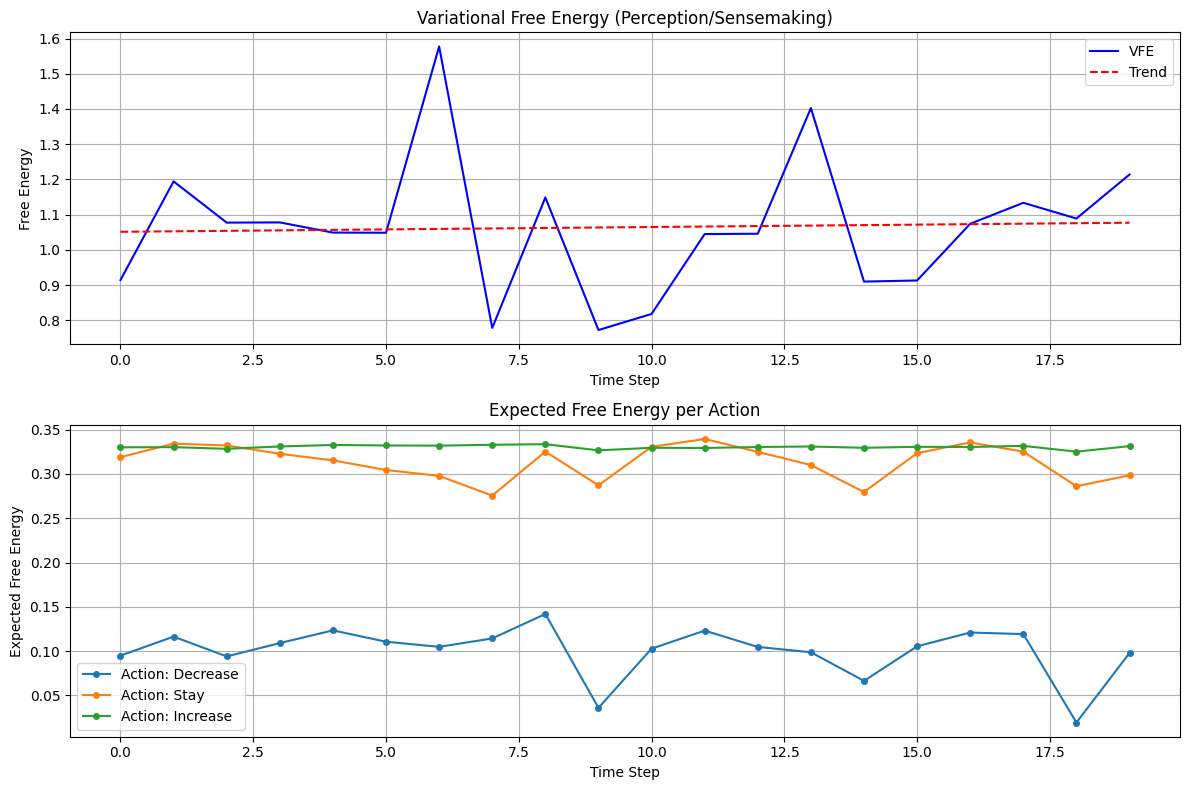 Variational Free Energy (Perception/Sensemaking)
1.6
1.5
1.4
1.3
1.2
1.1
1.0
0.9
0.8
Free Energy
VFE
Trend
0.0 2.5 5.0 7.5 10.0 12.5 15.0 17.5
Time Step
Expected Free Energy per Action
0.35
0.30
0.25
0.20
0.15
0.10
0.05
Expected Free Energy
Action: Decrease
Action: Stay
Action: Increase
0.0 2.5 5.0 7.5 10.0 12.5 15.0 17.5
Time Step